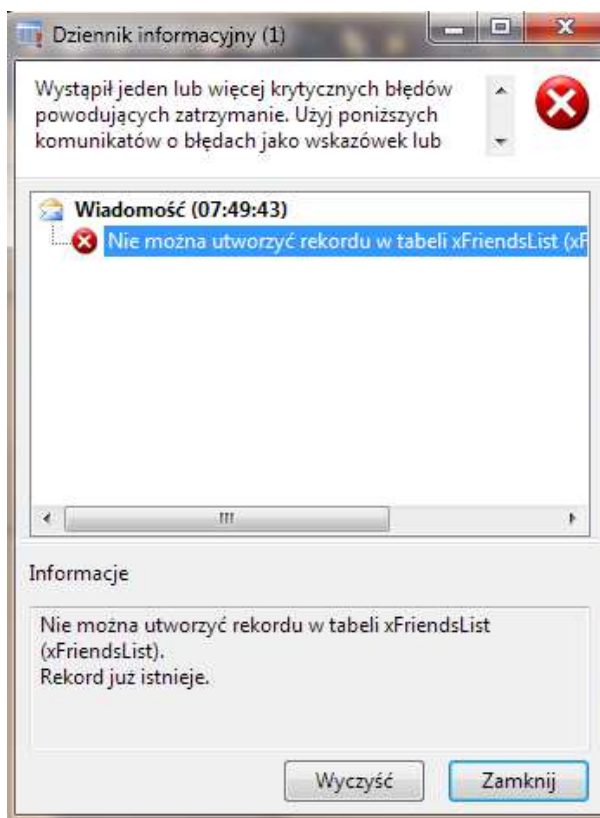 Dziennik informacyjny (1)
Wystąpił jeden lub więcej krytycznych błędów
powodujących zatrzymanie. Użyj poniższych
komunikatów o błędach jako wskazówek lub
Wiadomość (07:49:43)
Nie można utworzyć rekordu w tabeli xFriendsList (xF
Informacje
Nie można utworzyć rekordu w tabeli xFriendsList
(xFriendsList).
Rekord już istnieje.
Wyczyść Zamknij